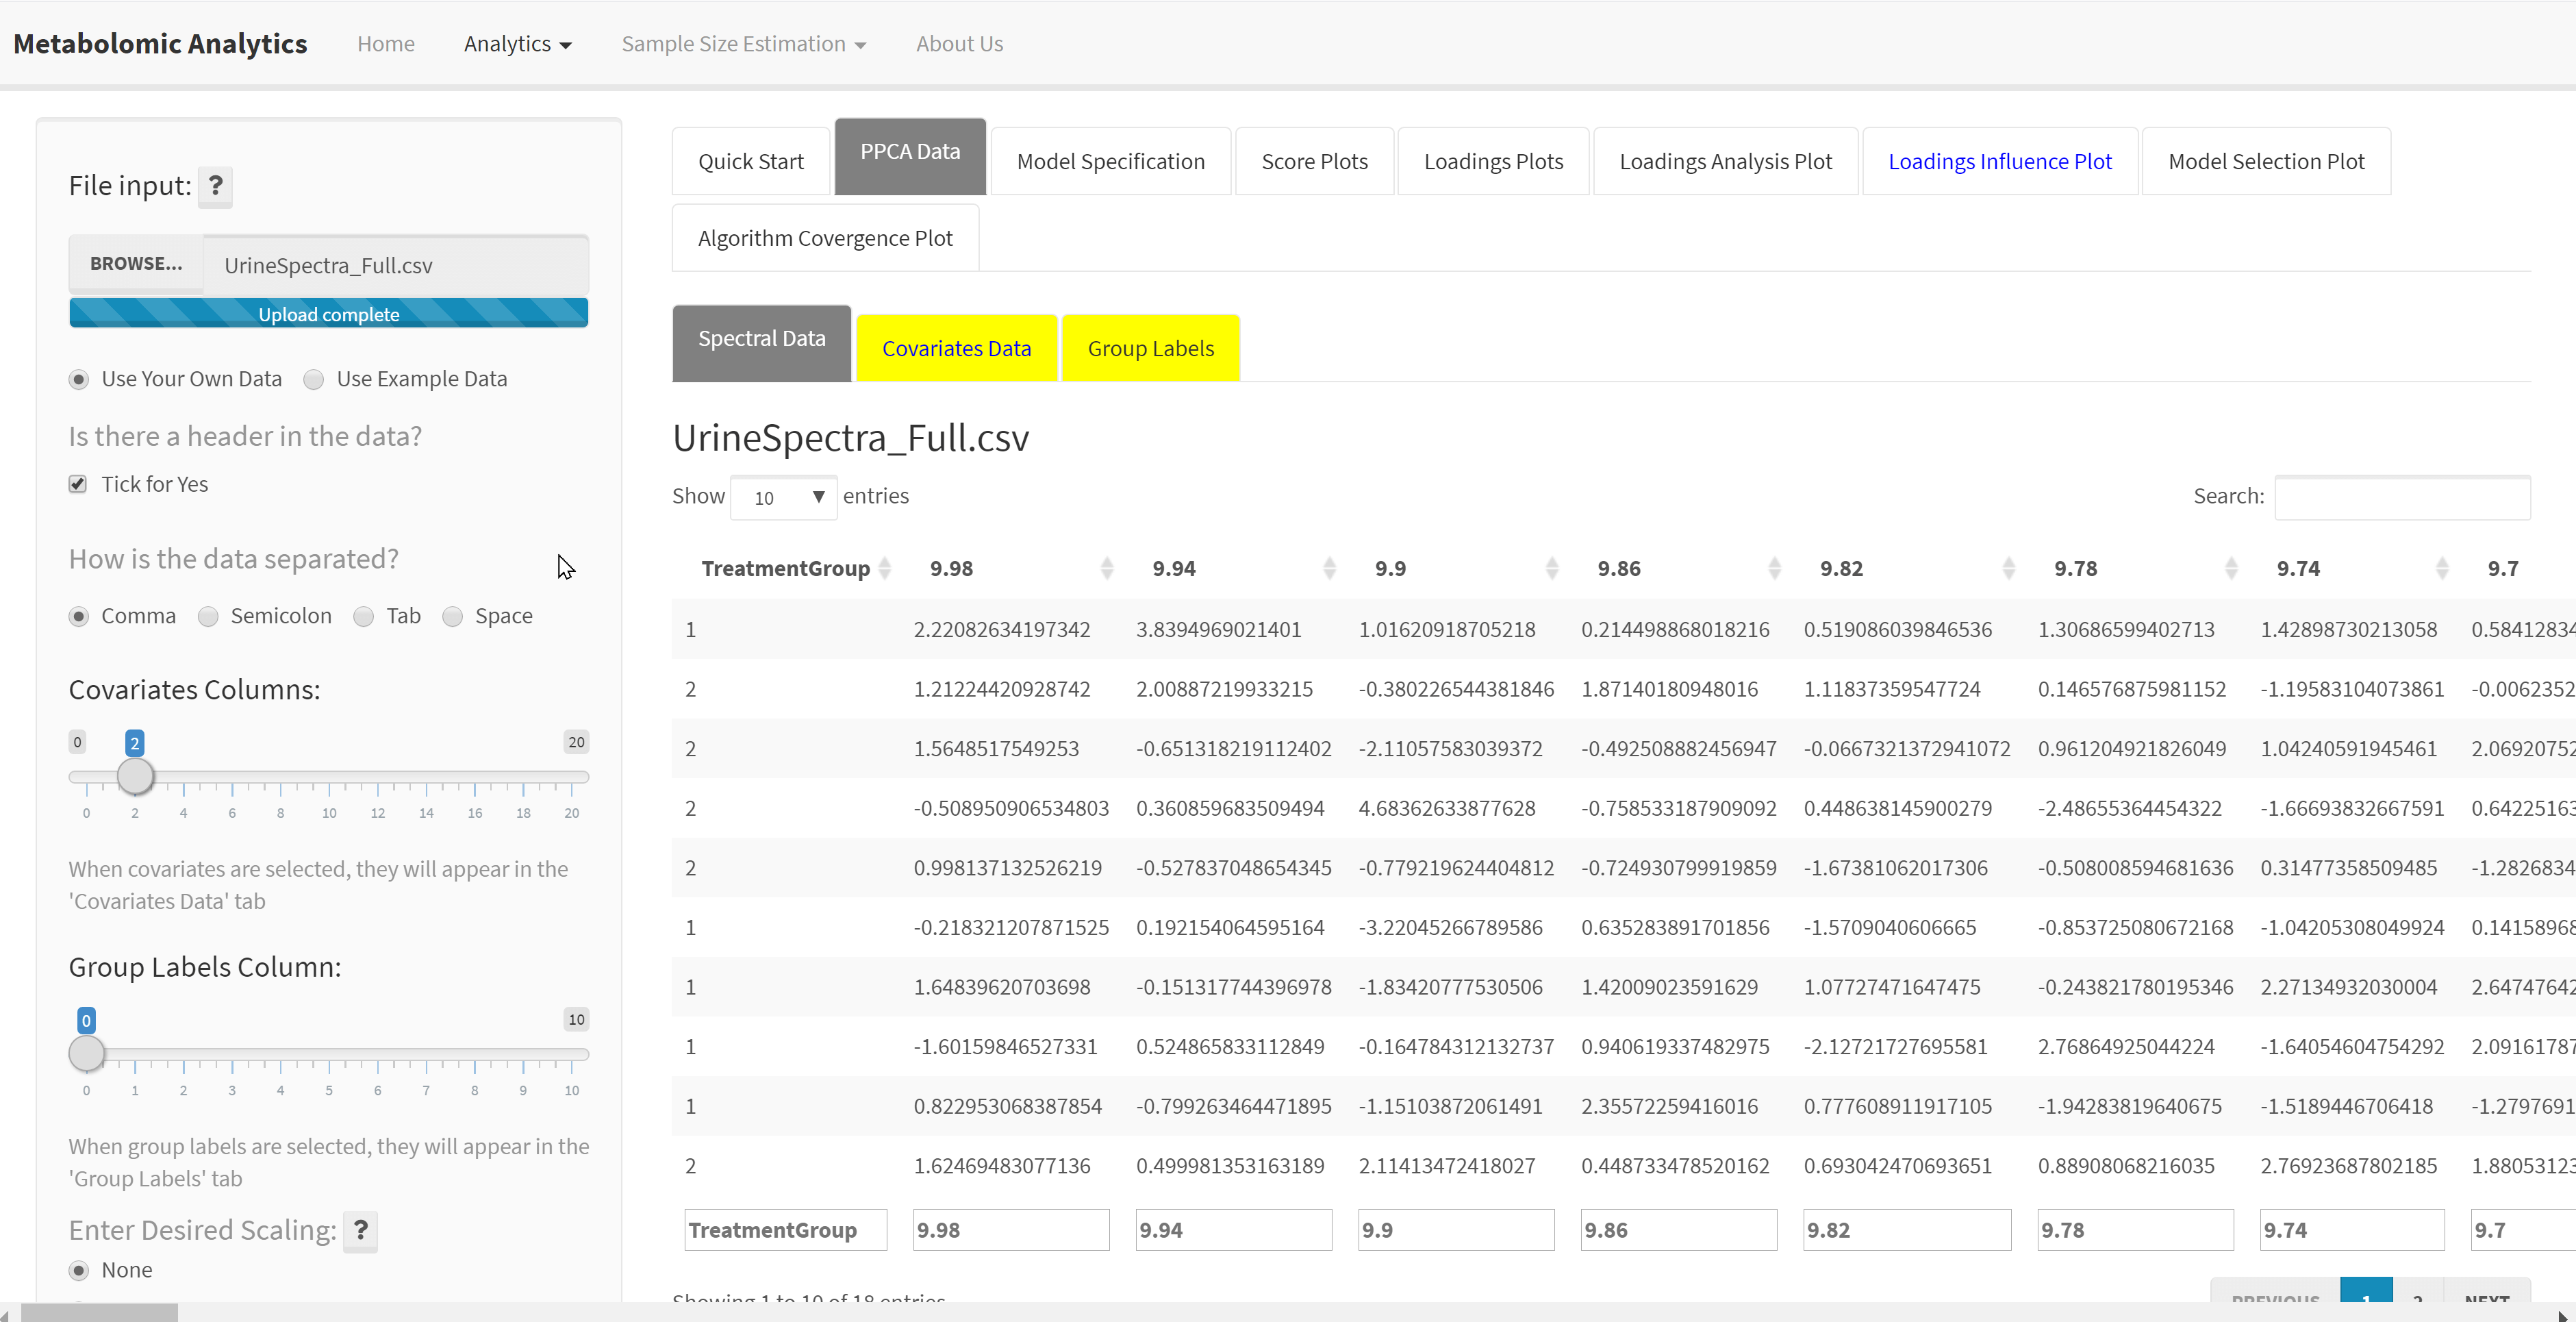 Metabolomic Analytics Home Analytics Sample Size Estimation About Us
File input: ?
BROWSE... UrineSpectra_Full.csv
Upload complete
Use Your Own Data Use Example Data
Is there a header in the data?
Tick for Yes
How is the data separated?
Comma Semicolon Tab Space
Covariates Columns:
0 2 20
0 2 4 6 8 10 12 14 16 18 20
When covariates are selected, they will appear in the
'Covariates Data' tab
Group Labels Column:
0 10
0 1 2 3 4 5 6 7 8 9 10
When group labels are selected, they will appear in the
'Group Labels' tab
Enter Desired Scaling: ?
None
Quick Start PPCA Data Model Specification Score Plots Loadings Plots Loadings Analysis Plot Loadings Influence Plot Model Selection Plot
Algorithm Covergence Plot
Spectral Data Covariates Data Group Labels
UrineSpectra_Full.csv
Show 10 entries Search:
TreatmentGroup 9.98 9.94 9.9 9.86 9.82 9.78 9.74 9.7
1 2.22082634197342 3.8394969021401 1.01620918705218 0.214498868018216 0.519086039846536 1.30686599402713 1.42898730213058 0.58412834
2 1.21224420928742 2.00887219933215 -0.380226544381846 1.87140180948016 1.11837359547724 0.146576875981152 -1.19583104073861 -0.0062352
2 1.5648517549253 -0.651318219112402 -2.11057583039372 -0.492508882456947 -0.0667321372941072 0.961204921826049 1.04240591945461 2.06920752
2 -0.508950906534803 0.360859683509494 4.68362633877628 -0.758533187909092 0.448638145900279 -2.48655364454322 -1.66693832667591 0.64225163
2 0.998137132526219 -0.527837048654345 -0.779219624404812 -0.724930799919859 -1.67381062017306 -0.508008594681636 0.31477358509485 -1.2826834
1 -0.218321207871525 0.192154064595164 -3.22045266789586 0.635283891701856 -1.5709040606665 -0.853725080672168 -1.04205308049924 0.14158968
1 1.64839620703698 -0.151317744396978 -1.83420777530506 1.42009023591629 1.07727471647475 -0.243821780195346 2.27134932030004 2.64747642
1 -1.60159846527331 0.524865833112849 -0.164784312132737 0.940619337482975 -2.12721727695581 2.76864925044224 -1.64054604754292 2.09161787
1 0.822953068387854 -0.799263464471895 -1.15103872061491 2.35572259416016 0.777608911917105 -1.94283819640675 -1.5189446706418 -1.2797691
2 1.62469483077136 0.499981353163189 2.11413472418027 0.448733478520162 0.693042470693651 0.88908068216035 2.76923687802185 1.88053123
TreatmentGroup 9.98 9.94 9.9 9.86 9.82 9.78 9.74 9.7
Showing 1 to 10 of 18 entries PREVIOUS 1 2 NEXT